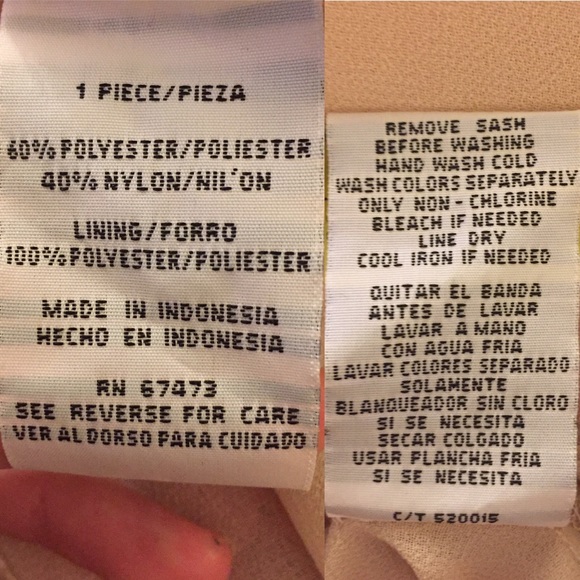 1 PIECE/PIEZA
60% POLYESTER/POLIESTER
40% NYLON/NIL'ON
LINING/FORRO
100% POLYESTER/POLIESTER
MADE IN INDONESIA
HECHO EN INDONESIA
RN 67473
SEE REVERSE FOR CARE
VER AL DORSO PARA CUIDADO
REMOVE SASH
BEFORE WASHING
HAND WASH COLD
WASH COLORS SEPARATELY
ONLY NON - CHLORINE
BLEACH IF NEEDED
LINE DRY
COOL IRON IF NEEDED
QUITAR EL BANDA
ANTES DE LAVAR
LAVAR A MANO
CON AGUA FRIA
LAVAR COLORES SEPARADO
SOLAMENTE
BLANQUEADOR SIN CLORO
SI SE NECESITA
SECAR COLGADO
USAR PLANCHA FRIA
SI SE NECESITA
C/T 520015